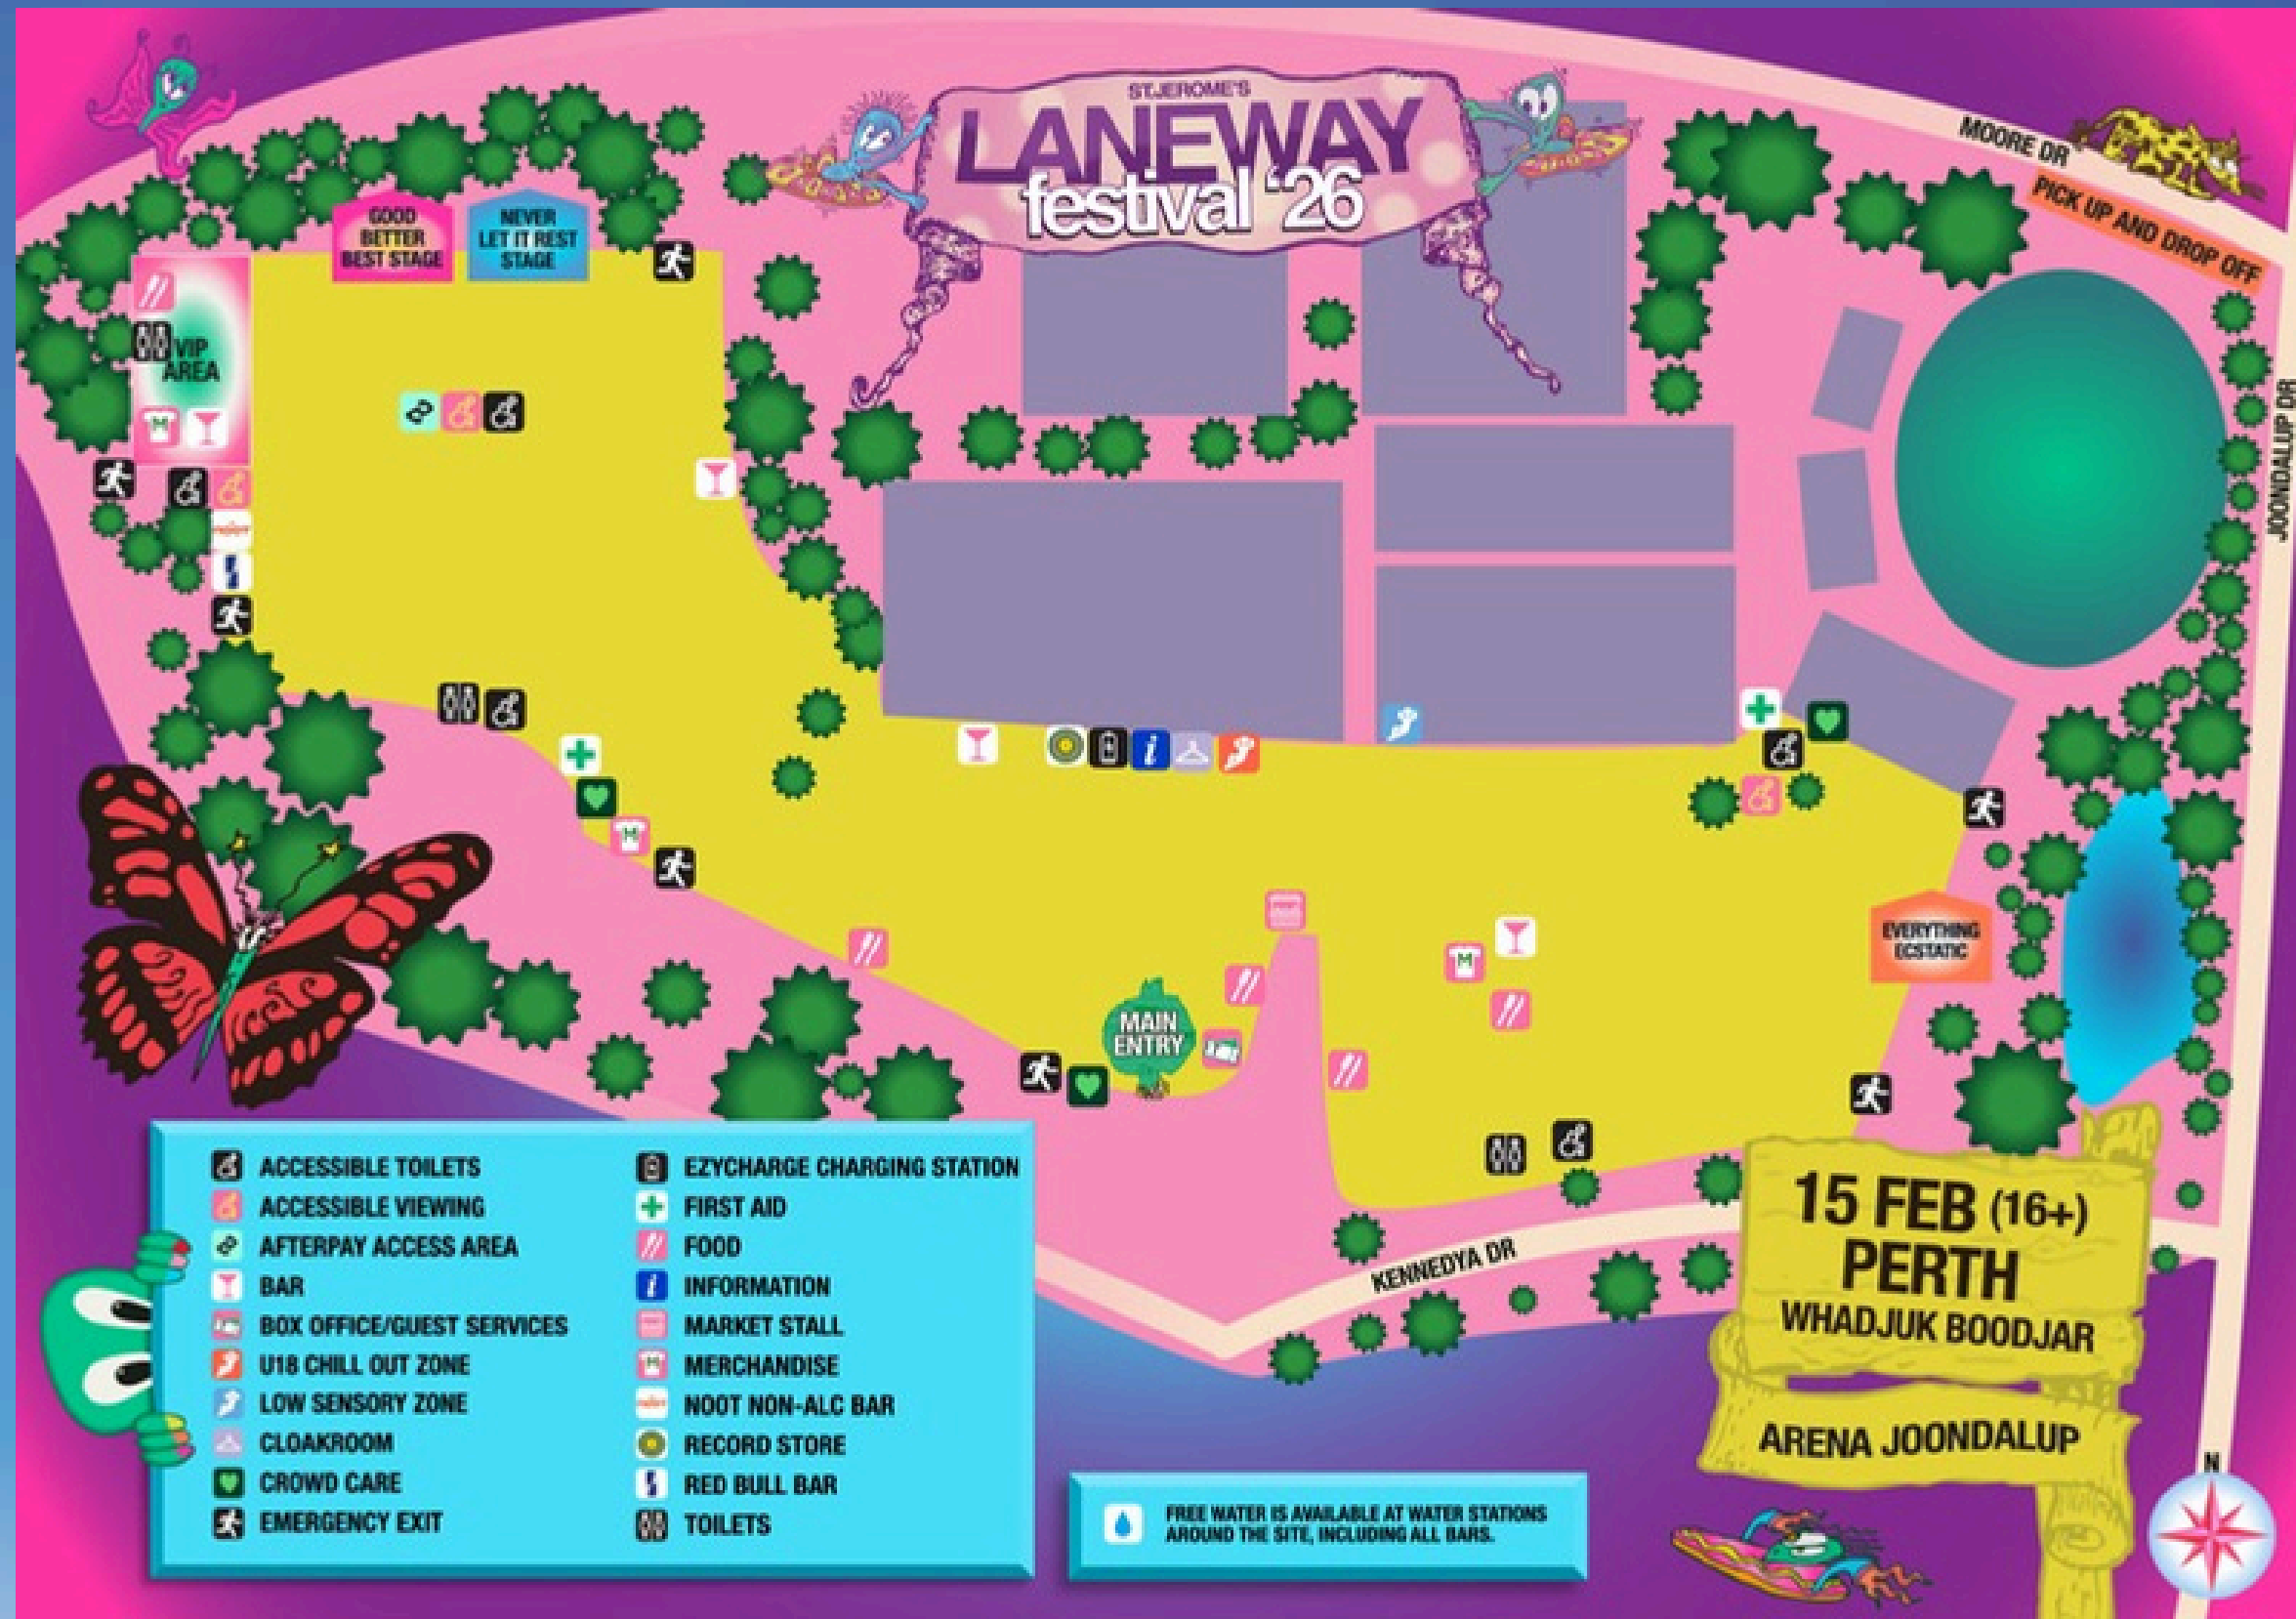 ST.JEROME'S
LANEWAY
festival '26
MOORE DR
PICK UP AND DROP OFF
JOONDALUP DR
GOOD
BETTER
BEST STAGE
NEVER
LET IT REST
STAGE
VIP
AREA
EVERYTHING
ECSTATIC
MAIN
ENTRY
KENNEDYA DR
ACCESSIBLE TOILETS
ACCESSIBLE VIEWING
AFTERPAY ACCESS AREA
BAR
BOX OFFICE/GUEST SERVICES
U18 CHILL OUT ZONE
LOW SENSORY ZONE
CLOAKROOM
CROWD CARE
EMERGENCY EXIT
EZYCHARGE CHARGING STATION
FIRST AID
FOOD
INFORMATION
MARKET STALL
MERCHANDISE
NOOT NON-ALC BAR
RECORD STORE
RED BULL BAR
TOILETS
FREE WATER IS AVAILABLE AT WATER STATIONS
AROUND THE SITE, INCLUDING ALL BARS.
15 FEB (16+)
PERTH
WHADJUK BOODJAR
ARENA JOONDALUP
N